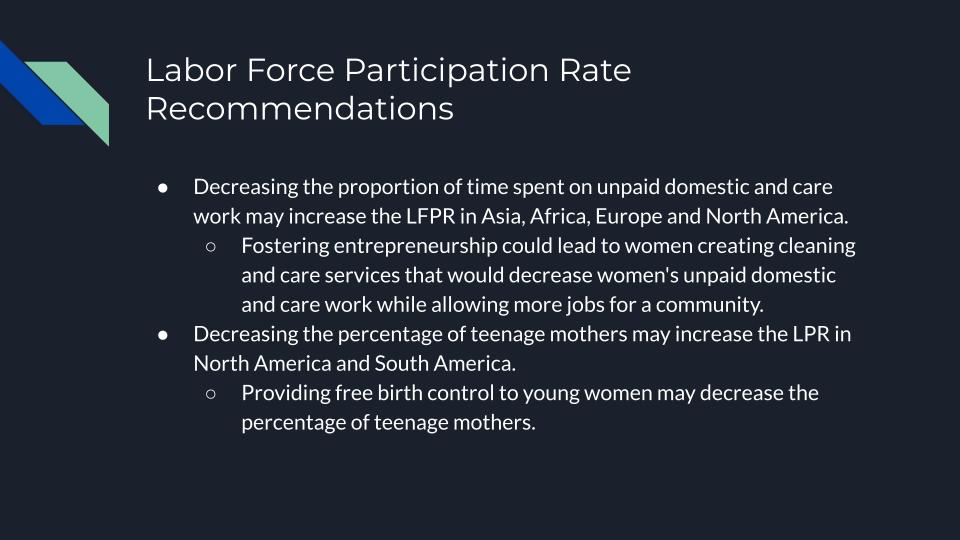 Labor Force Participation Rate
Recommendations
● Decreasing the proportion of time spent on unpaid domestic and care
work may increase the LFPR in Asia, Africa, Europe and North America.
○ Fostering entrepreneurship could lead to women creating cleaning
and care services that would decrease women's unpaid domestic
and care work while allowing more jobs for a community.
● Decreasing the percentage of teenage mothers may increase the LPR in
North America and South America.
○ Providing free birth control to young women may decrease the
percentage of teenage mothers.